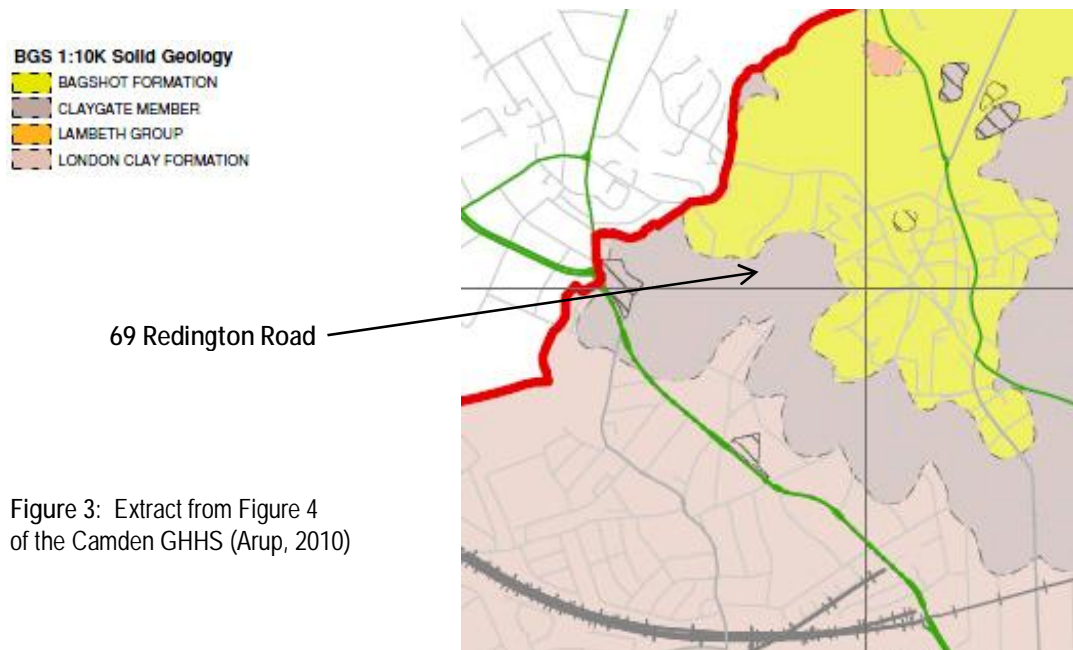 BGS 1:10K Solid Geology
BAGSHOT FORMATION
CLAYGATE MEMBER
LAMBETH GROUP
LONDON CLAY FORMATION
69 Redington Road
Figure 3: Extract from Figure 4
of the Camden GHHS (Arup, 2010)